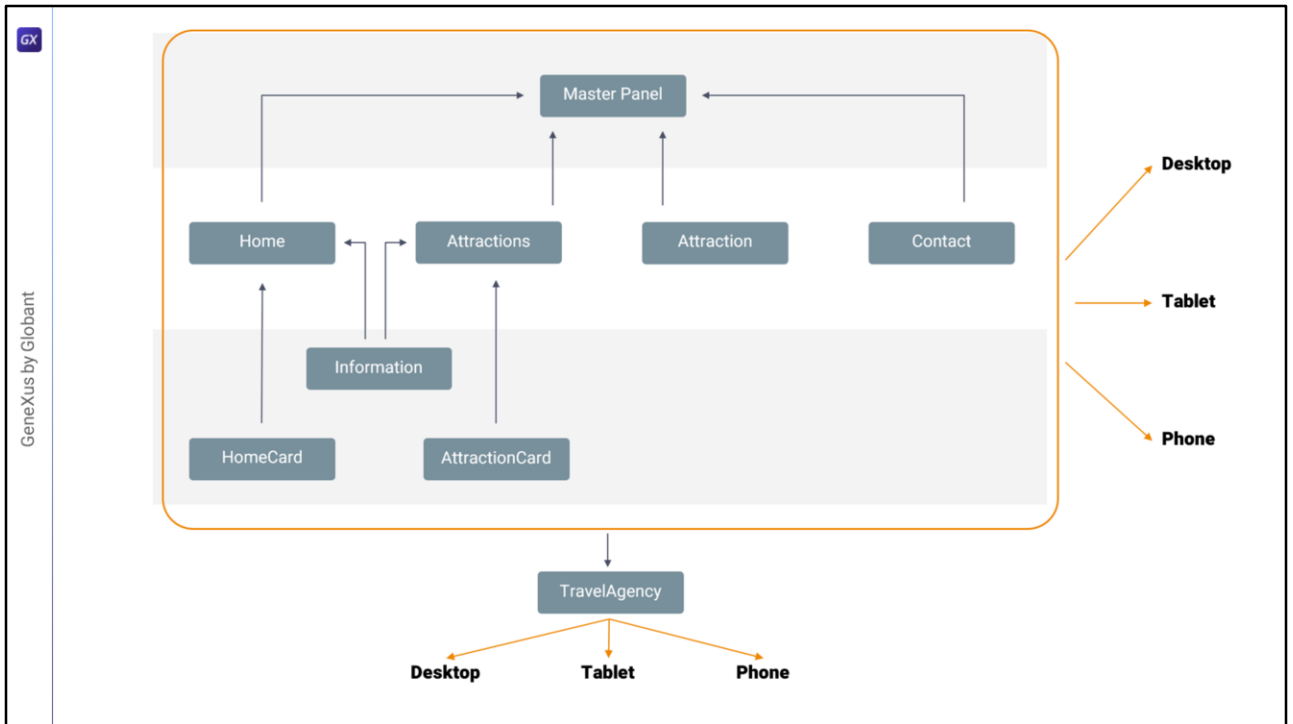 GX
Master Panel
Desktop
Home
Attractions
Attraction
Contact
Tablet
GeneXus by Globant
Information
Phone
HomeCard
AttractionCard
TravelAgency
Desktop
Tablet
Phone